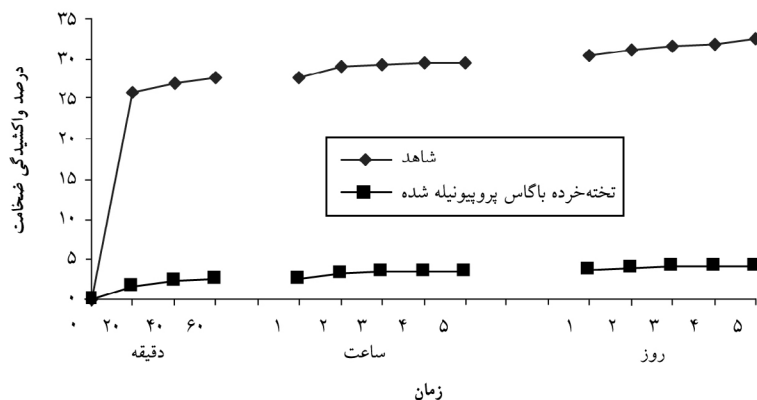 درصد واکشیدگی ضخامت
۳۵
۳۰
۲۵
۲۰
۱۵
۱۰
۵
۰
شاهد
تخته‌خرده باگاس پروپیونیله شده
۰ ۲۰ ۴۰ ۶۰ ۱ ۲ ۳ ۴ ۵ ۱ ۲ ۳ ۴ ۵
دقیقه ساعت روز
زمان